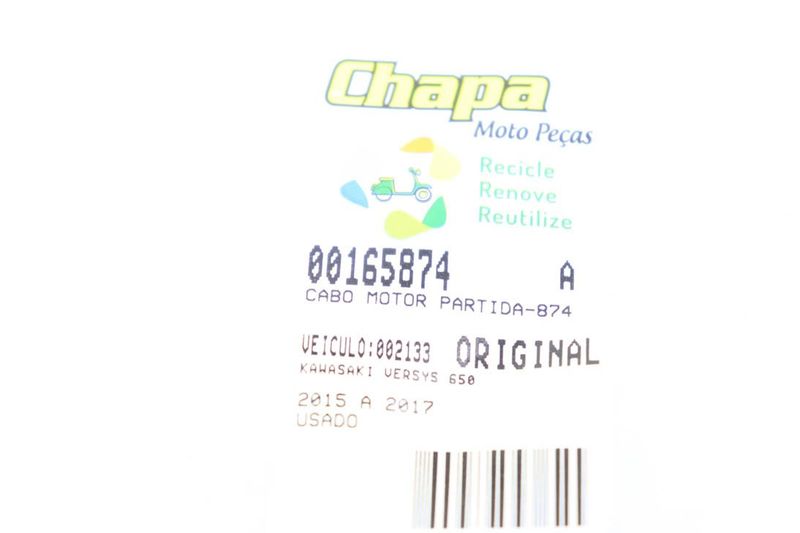 Chapa
Moto Peças
Recicle
Renove
Reutilize
00165874 A
CABO MOTOR PARTIDA-874
VEICULO:002133 ORIGINAL
KAWASAKI VERSYS 650
2015 A 2017
USADO